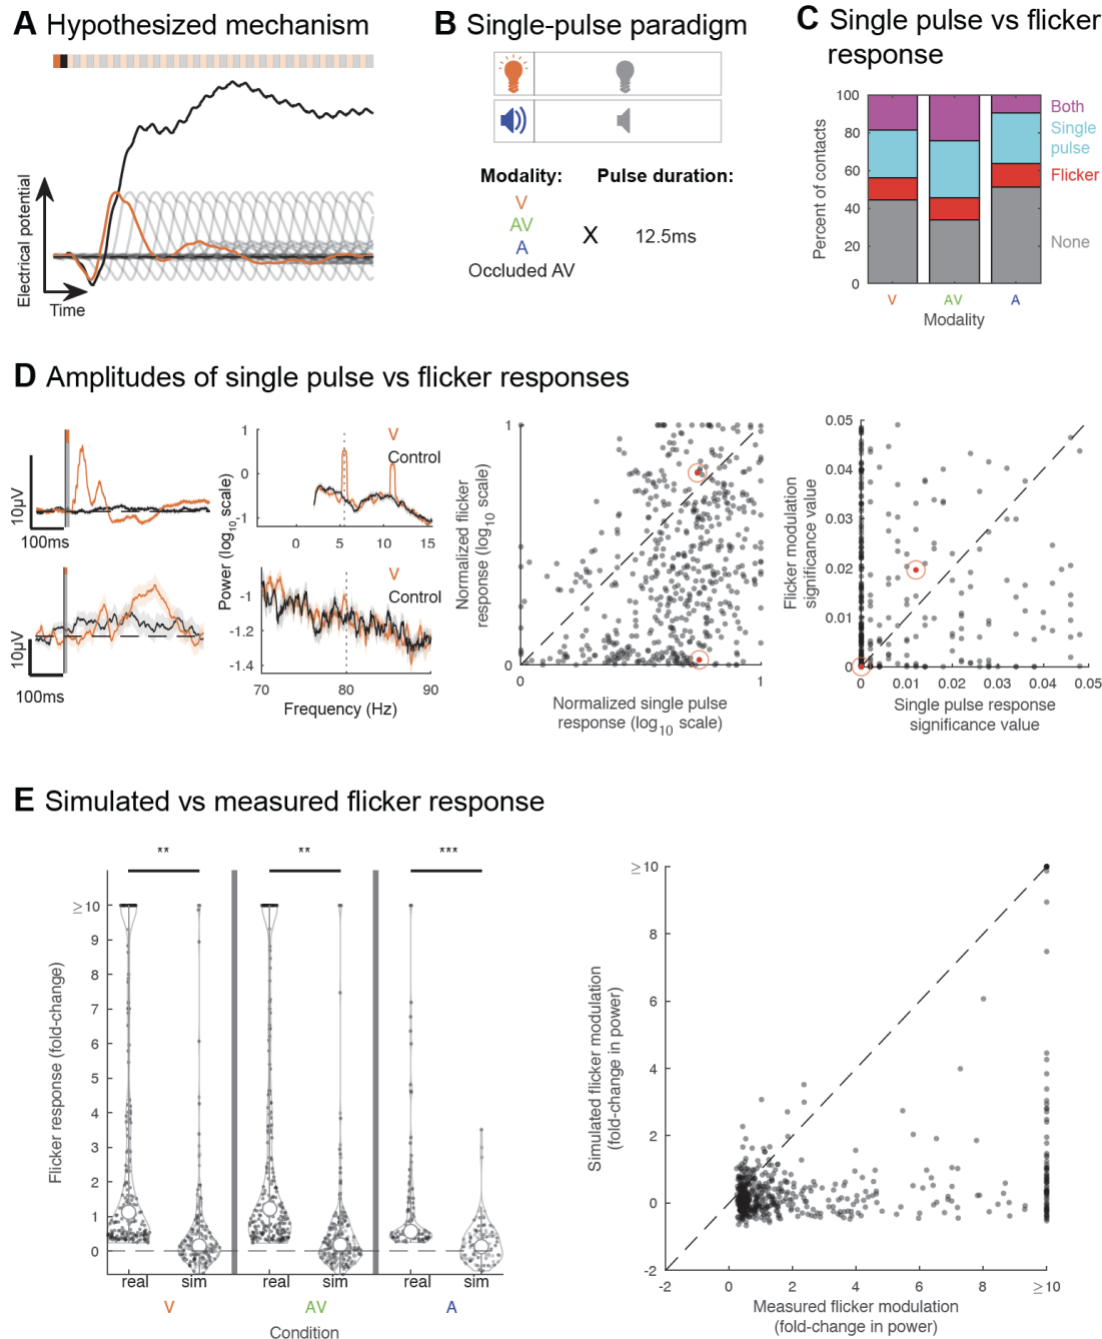 A Hypothesized mechanism
Electrical potential
Time
B Single-pulse paradigm
Modality:
Pulse duration:
V
AV
A
Occluded AV
X
12.5ms
C Single pulse vs flicker
response
Percent of contacts
100
80
60
40
20
0
V
AV
A
Modality
Both
Single
pulse
Flicker
None
D Amplitudes of single pulse vs flicker responses
10µV
100ms
10µV
100ms
Power (log10 scale)
1
0
-1
0
5
10
15
V
Control
-1
-1.2
-1.4
70
80
90
V
Control
Frequency (Hz)
Normalized flicker
response (log10 scale)
1
0
0
1
Normalized single pulse
response (log10 scale)
Flicker modulation
significance value
0.05
0.04
0.03
0.02
0.01
0
0
0.01
0.02
0.03
0.04
0.05
Single pulse response
significance value
E Simulated vs measured flicker response
**
**
***
Flicker response (fold-change)
≥10
9
8
7
6
5
4
3
2
1
0
real
sim
real
sim
real
sim
V
AV
A
Condition
Simulated flicker modulation
(fold-change in power)
≥10
8
6
4
2
0
-2
-2
0
2
4
6
8
≥10
Measured flicker modulation
(fold-change in power)